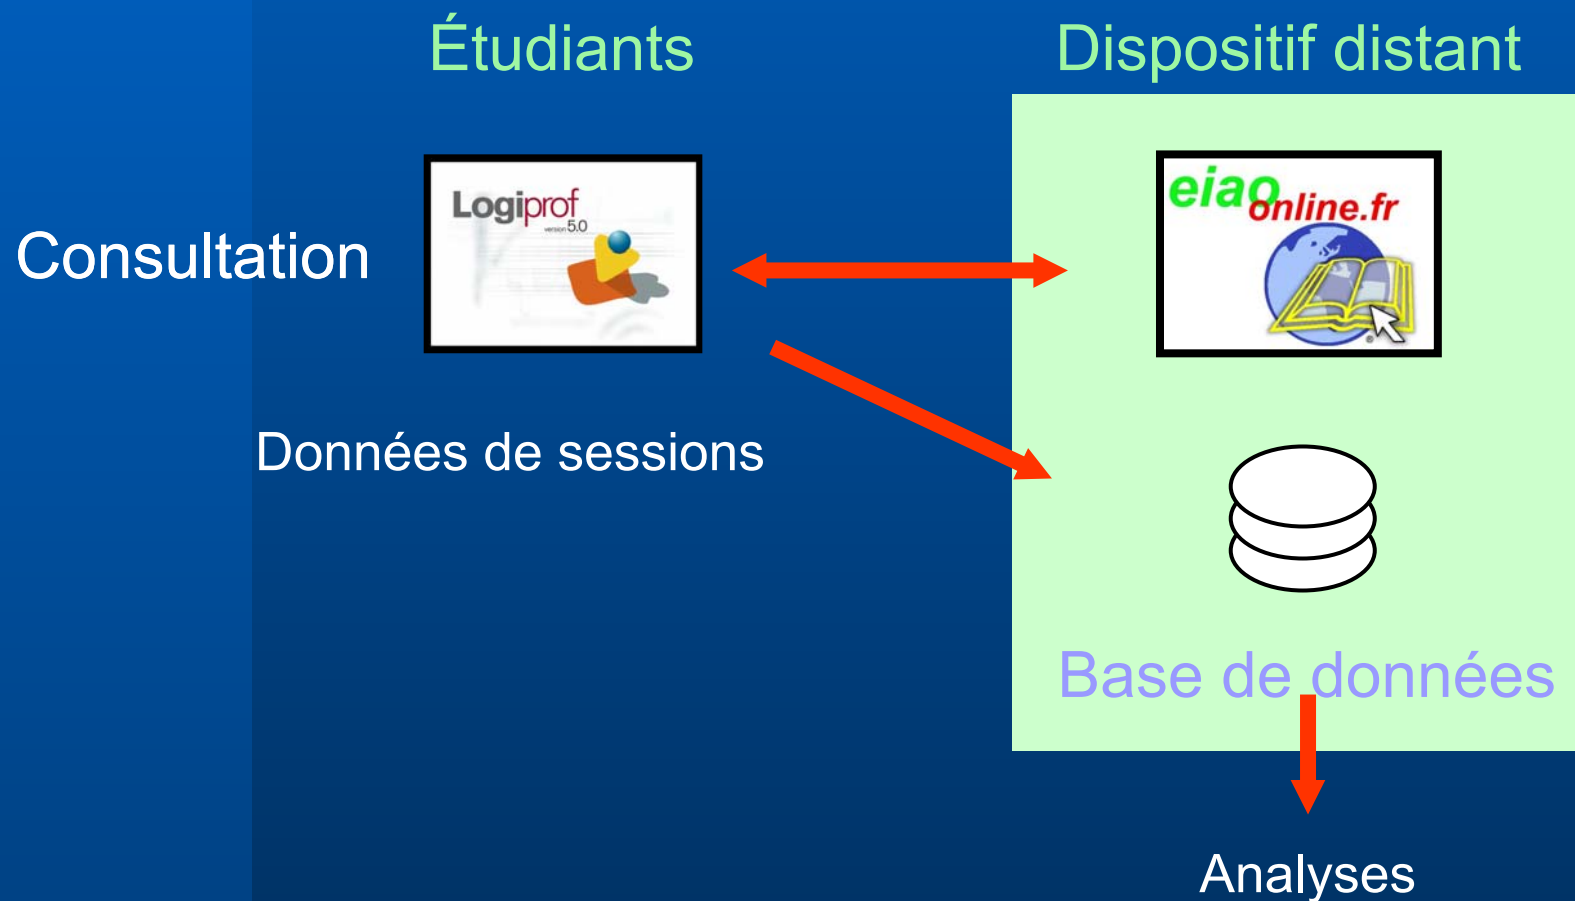 Étudiants
Dispositif distant
Logiprof
version 5.0
eiao
online.fr
Consultation
®
Données de sessions
Base de données
Analyses